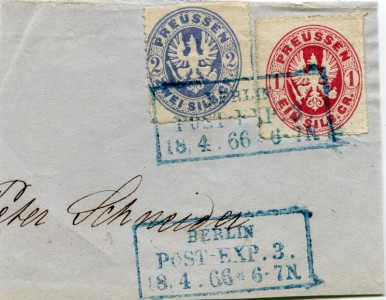 PREUSSEN
2 2
ZWEI SILB. GR.
PREUSSEN
1 1
EIN SILB. GR.
BERLIN
POST-EXP. 3.
18. 4. 66 * 6-7N.
Peter Schneider
BERLIN
POST-EXP. 3.
18. 4. 66 * 6-7N.